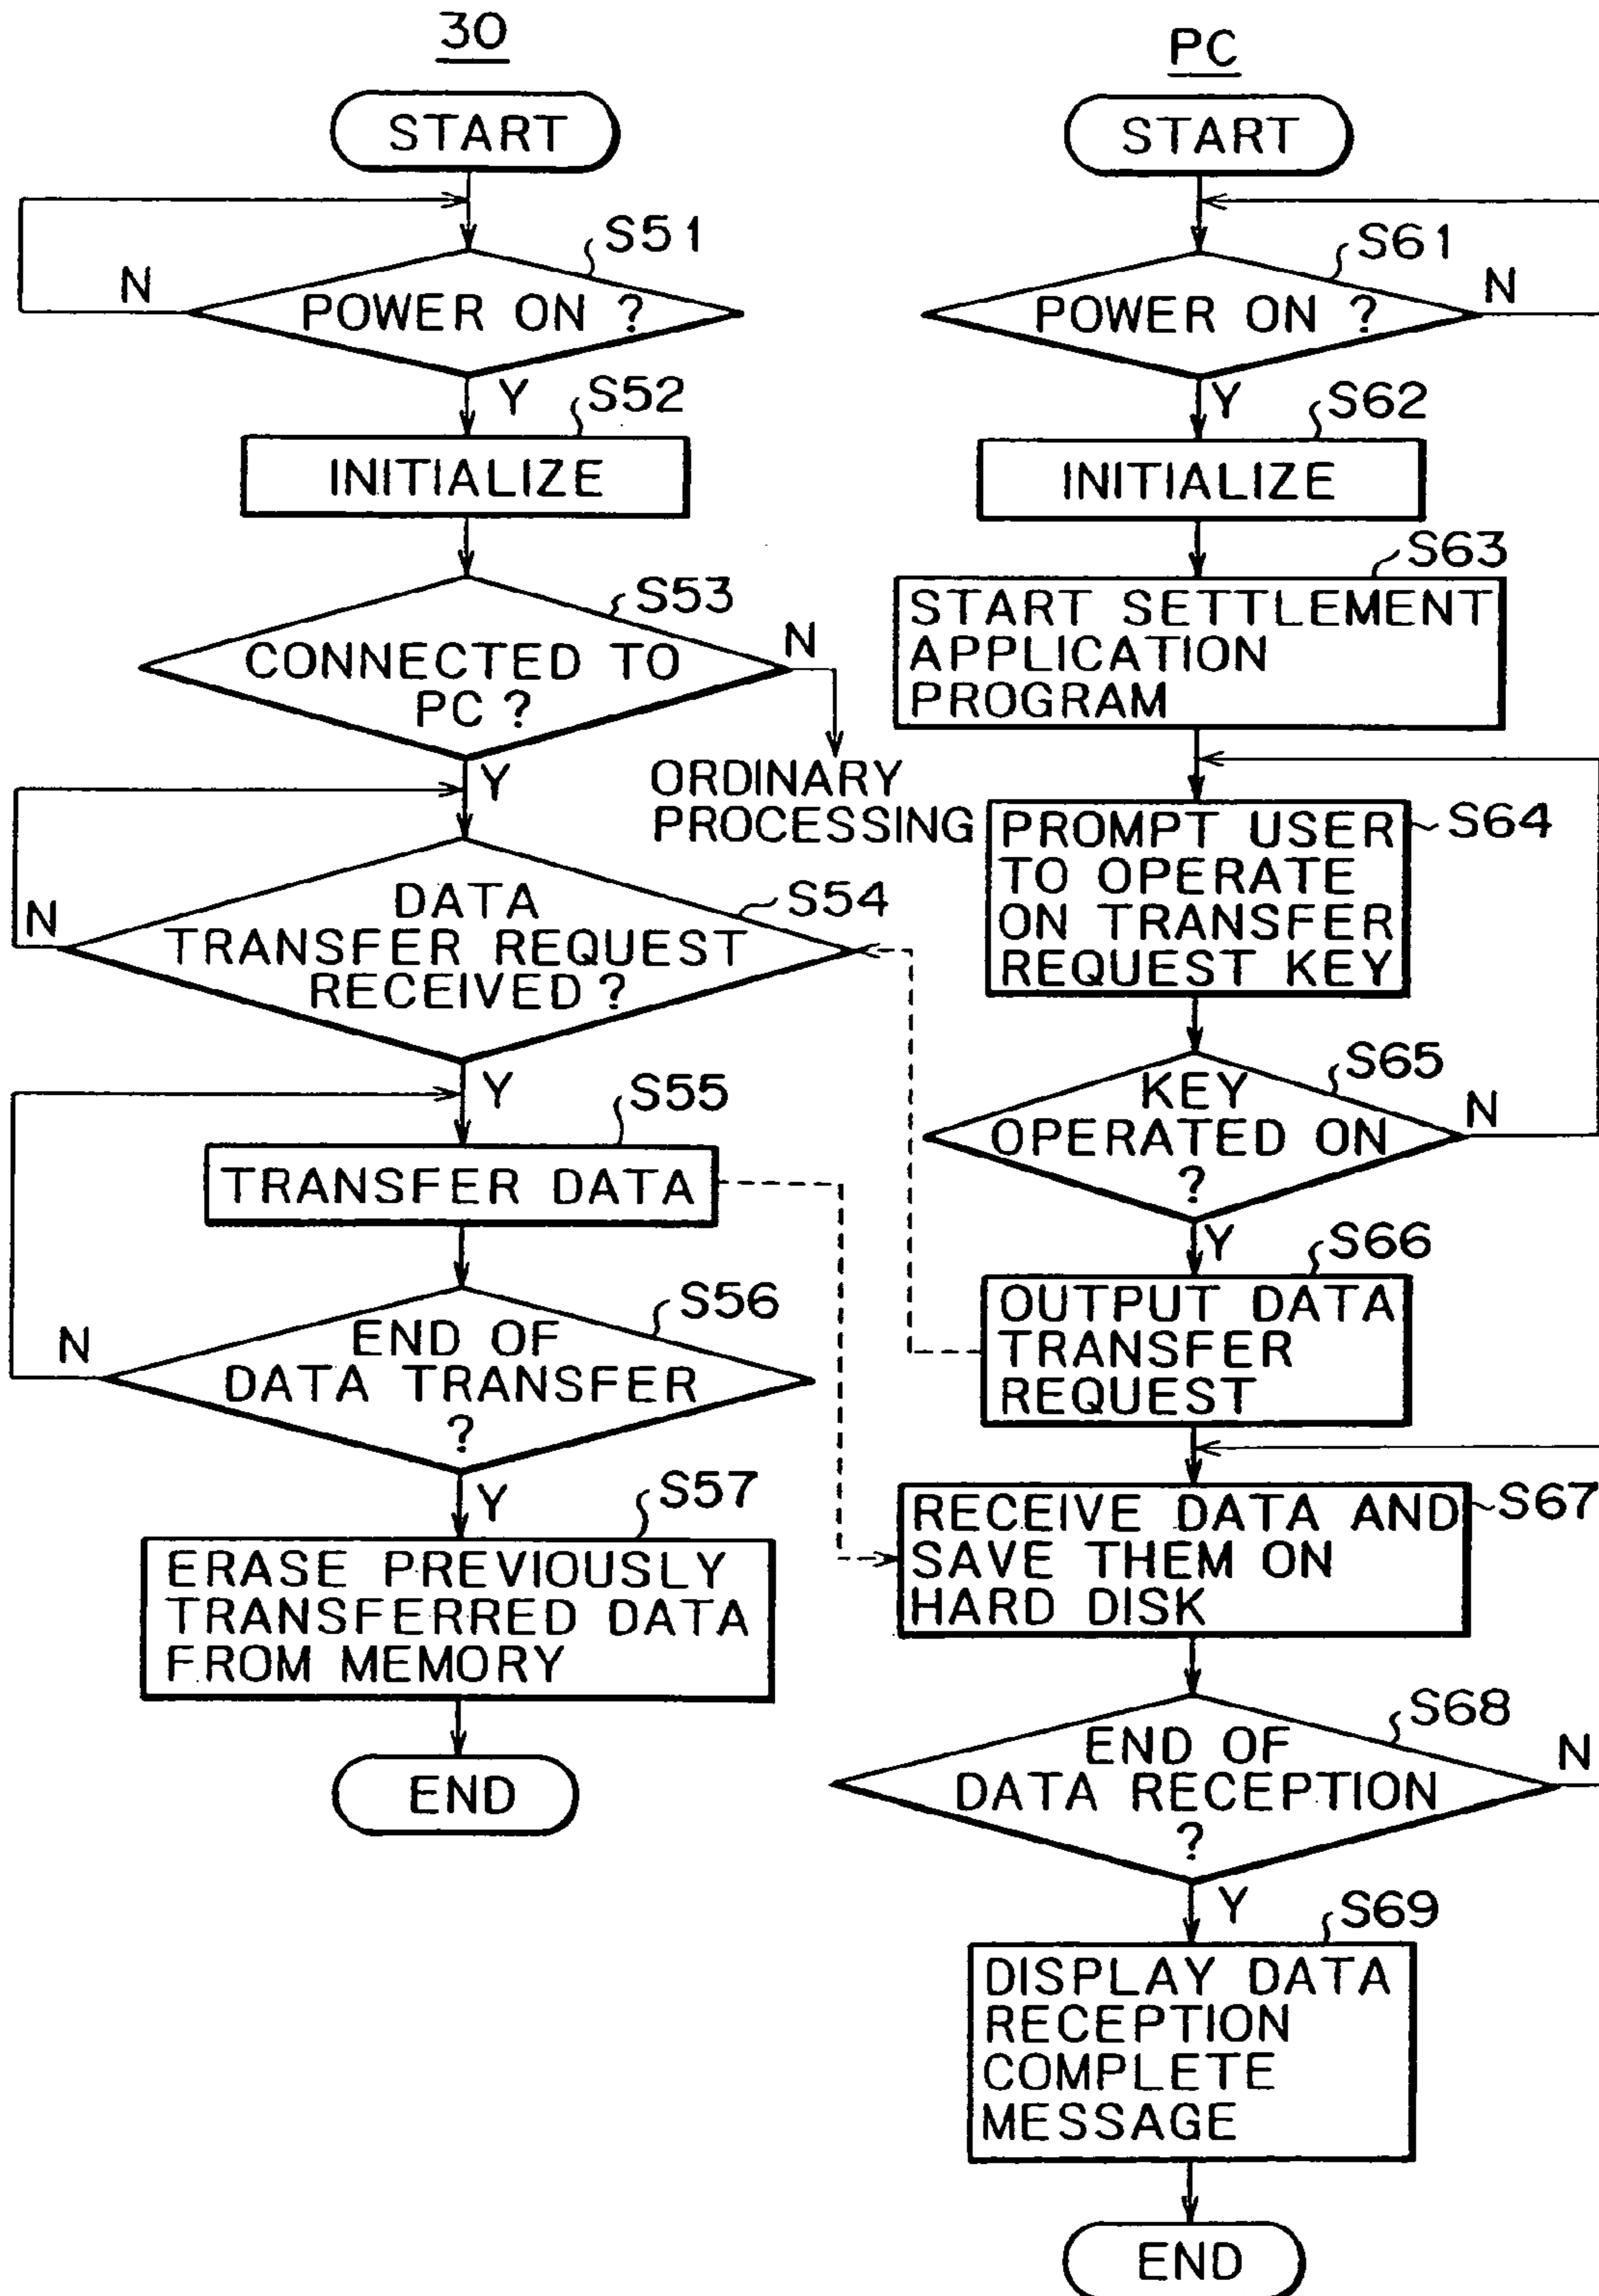 30
START
S51
N
POWER ON ?
Y
S52
INITIALIZE
S53
N
CONNECTED TO
PC ?
Y
ORDINARY
PROCESSING
S54
N
DATA
TRANSFER REQUEST
RECEIVED ?
Y
S55
TRANSFER DATA
S56
N
END OF
DATA TRANSFER
?
Y
S57
ERASE PREVIOUSLY
TRANSFERRED DATA
FROM MEMORY
END
PC
START
S61
N
POWER ON ?
Y
S62
INITIALIZE
S63
START SETTLEMENT
APPLICATION
PROGRAM
S64
PROMPT USER
TO OPERATE
ON TRANSFER
REQUEST KEY
S65
N
KEY
OPERATED ON
?
Y
S66
OUTPUT DATA
TRANSFER
REQUEST
S67
RECEIVE DATA AND
SAVE THEM ON
HARD DISK
S68
N
END OF
DATA RECEPTION
?
Y
S69
DISPLAY DATA
RECEPTION
COMPLETE
MESSAGE
END